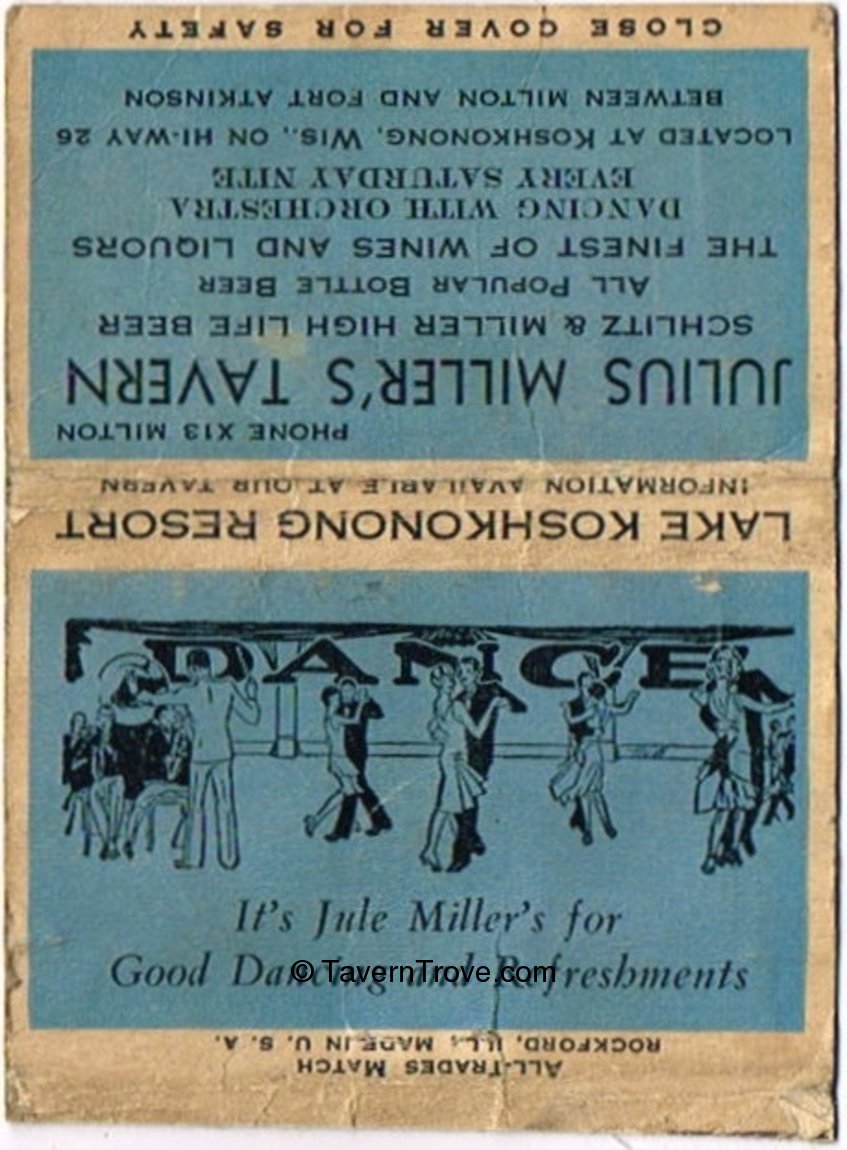 CLOSE COVER FOR SAFETY
BETWEEN MILTON AND FORT ATKINSON
LOCATED AT KOSHKONONG, WIS., ON HI-WAY 26
EVERY SATURDAY NITE
DANCING WITH ORCHESTRA
THE FINEST OF WINES AND LIQUORS
ALL POPULAR BOTTLE BEER
SCHLITZ & MILLER HIGH LIFE BEER
JULIUS MILLER'S TAVERN
PHONE X13 MILTON
INFORMATION AVAILABLE AT OUR TAVERN
LAKE KOSHKONONG RESORT
DANCE
It's Jule Miller's for
Good Dancing and Refreshments
© TavernTrove.com
ROCKFORD, ILL., MADE IN U. S. A.
ALL-TRADES MATCH